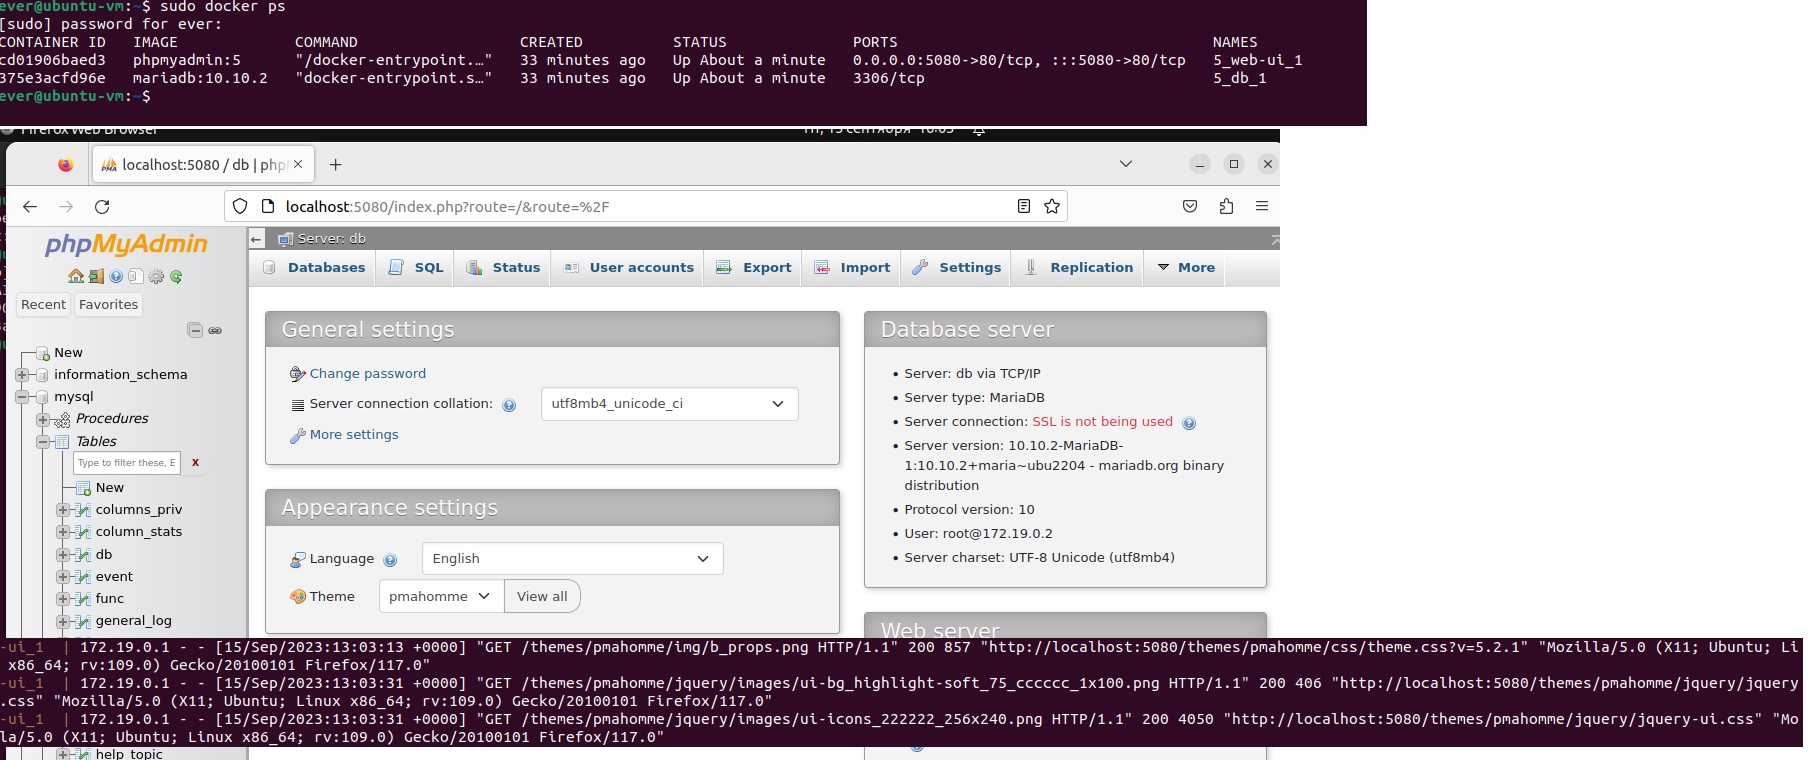 ever@ubuntu-vm:~$ sudo docker ps
[sudo] password for ever:
CONTAINER ID   IMAGE             COMMAND                  CREATED          STATUS              PORTS                                   NAMES
cd01906baed3   phpmyadmin:5      "/docker-entrypoint.…"   33 minutes ago   Up About a minute   0.0.0.0:5080->80/tcp, :::5080->80/tcp   5_web-ui_1
375e3acfd96e   mariadb:10.10.2   "docker-entrypoint.s…"   33 minutes ago   Up About a minute   3306/tcp                                5_db_1
ever@ubuntu-vm:~$
Firefox Web Browser
localhost:5080 / db | php
localhost:5080/index.php?route=/&route=%2F
phpMyAdmin
Recent Favorites
New
information_schema
mysql
Procedures
Tables
Type to filter these, E X
New
columns_priv
column_stats
db
event
func
general_log
Server: db
Databases SQL Status User accounts Export Import Settings Replication More
General settings
Change password
Server connection collation: utf8mb4_unicode_ci
More settings
Appearance settings
Language English
Theme pmahomme View all
Database server
Server: db via TCP/IP
Server type: MariaDB
Server connection: SSL is not being used
Server version: 10.10.2-MariaDB-
1:10.10.2+maria~ubu2204 - mariadb.org binary
distribution
Protocol version: 10
User: root@172.19.0.2
Server charset: UTF-8 Unicode (utf8mb4)
Web server
-ui_1  | 172.19.0.1 - - [15/Sep/2023:13:03:13 +0000] "GET /themes/pmahomme/img/b_props.png HTTP/1.1" 200 857 "http://localhost:5080/themes/pmahomme/css/theme.css?v=5.2.1" "Mozilla/5.0 (X11; Ubuntu; Li
x86_64; rv:109.0) Gecko/20100101 Firefox/117.0"
-ui_1  | 172.19.0.1 - - [15/Sep/2023:13:03:31 +0000] "GET /themes/pmahomme/jquery/images/ui-bg_highlight-soft_75_cccccc_1x100.png HTTP/1.1" 200 406 "http://localhost:5080/themes/pmahomme/jquery/jquery
.css" "Mozilla/5.0 (X11; Ubuntu; Linux x86_64; rv:109.0) Gecko/20100101 Firefox/117.0"
-ui_1  | 172.19.0.1 - - [15/Sep/2023:13:03:31 +0000] "GET /themes/pmahomme/jquery/images/ui-icons_222222_256x240.png HTTP/1.1" 200 4050 "http://localhost:5080/themes/pmahomme/jquery/jquery-ui.css" "Mo
la/5.0 (X11; Ubuntu; Linux x86_64; rv:109.0) Gecko/20100101 Firefox/117.0"
help_topic